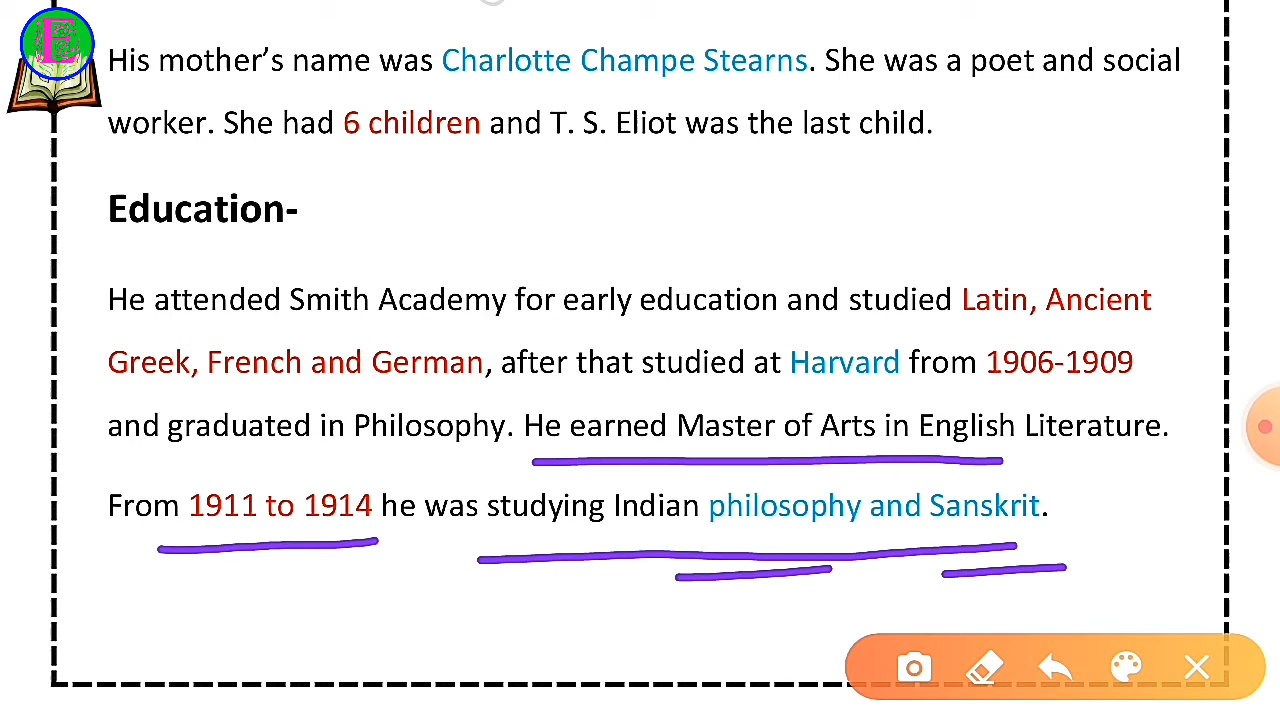 E
His mother’s name was Charlotte Champe Stearns. She was a poet and social
worker. She had 6 children and T. S. Eliot was the last child.
Education-
He attended Smith Academy for early education and studied Latin, Ancient
Greek, French and German, after that studied at Harvard from 1906-1909
and graduated in Philosophy. He earned Master of Arts in English Literature.
From 1911 to 1914 he was studying Indian philosophy and Sanskrit.